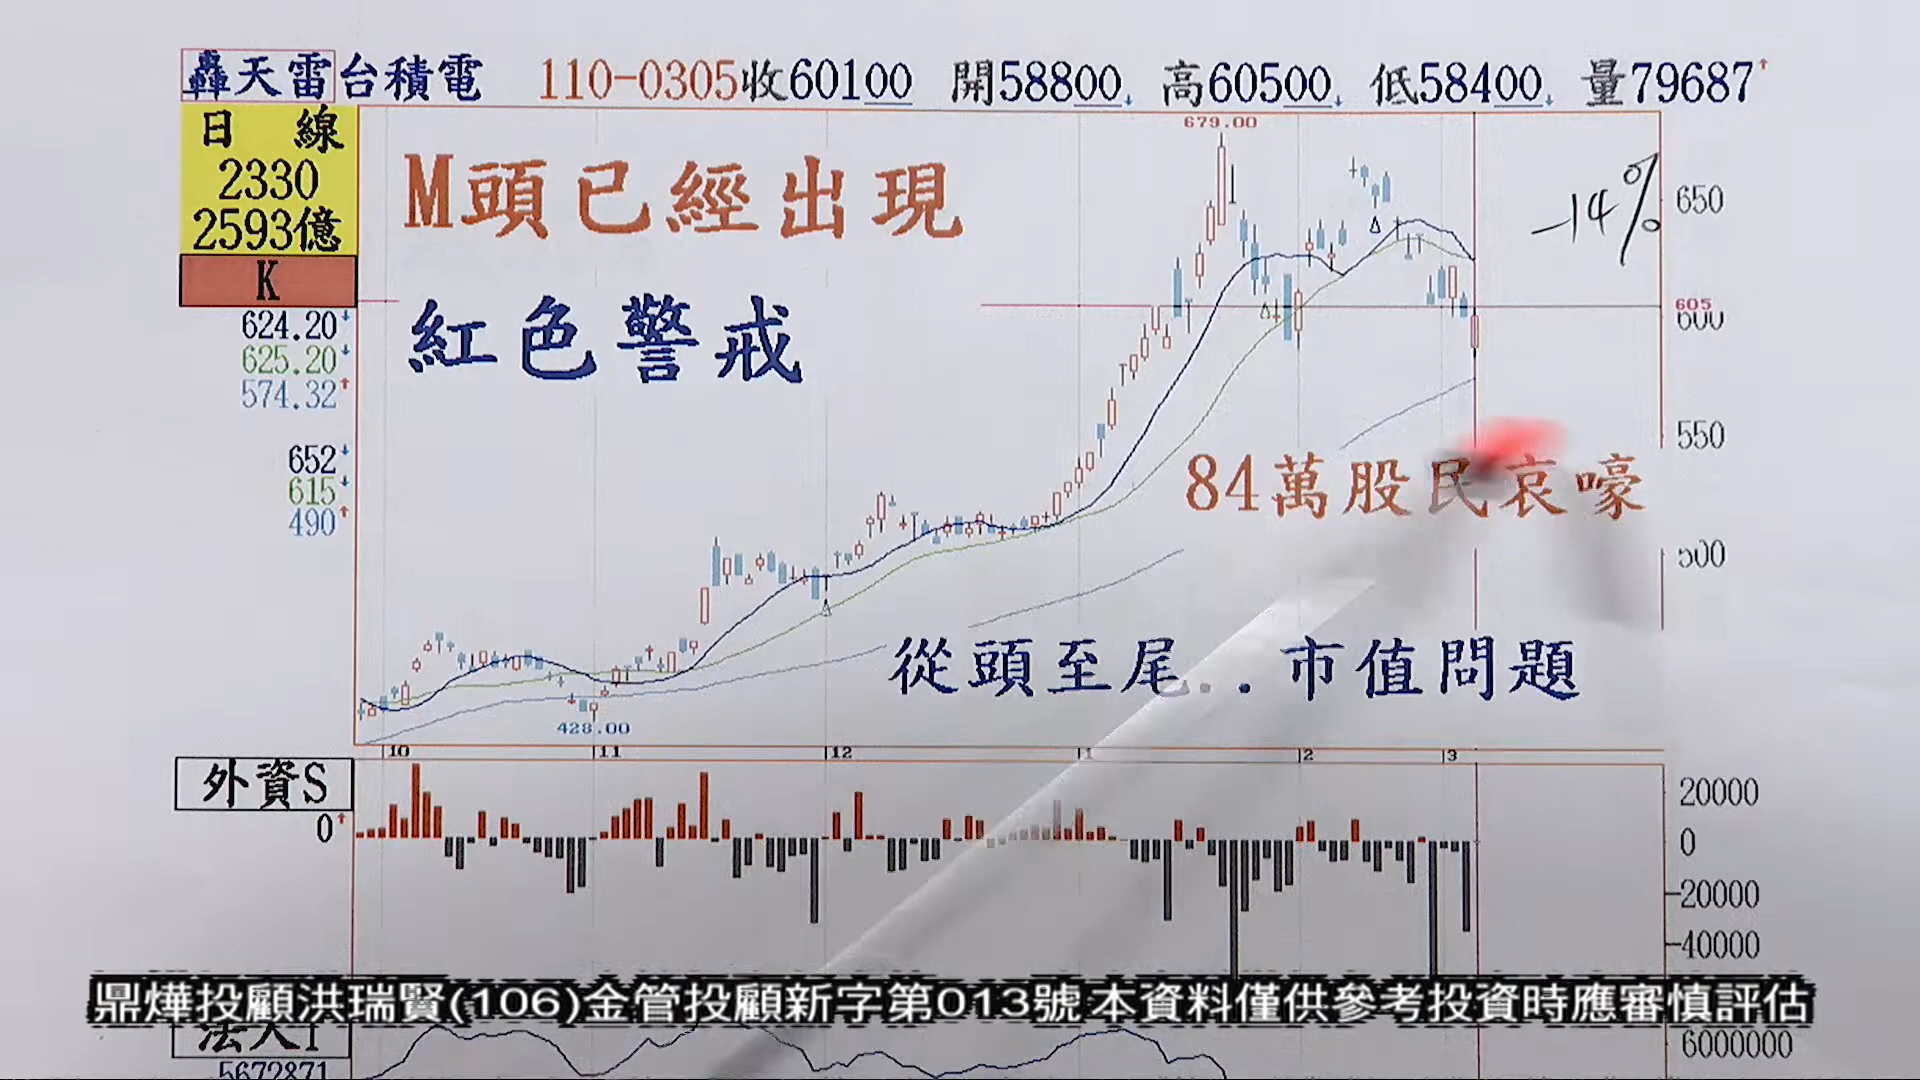 轟天雷台積電 110-0305收60100 開58800↓ 高60500↓ 低58400↓ 量79687↑
日 線
2330
2593億
K
624.20↓
625.20↓
574.32↑
652↓
615↓
490↑
M頭已經出現
紅色警戒
679.00
-14%
650
605
600
550
500
84萬股民哀嚎
從頭至尾..市值問題
428.00
10 11 12 1 2 3
外資S
0↑
20000
0
-20000
-40000
鼎燁投顧洪瑞賢(106)金管投顧新字第013號 本資料僅供參考投資時應審慎評估
法人I
5672871
6000000